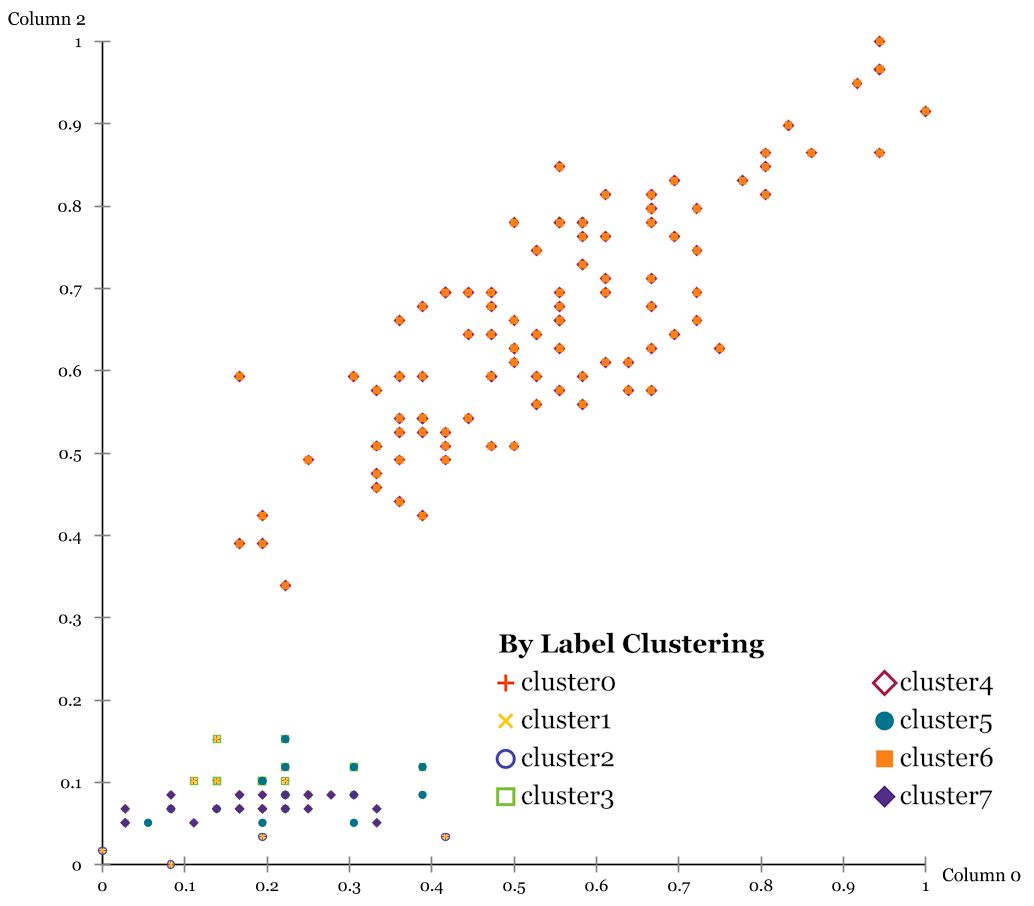 Column 2
1
0.9
0.8
0.7
0.6
0.5
0.4
0.3
0.2
0.1
0
By Label Clustering
cluster0 cluster4
cluster1 cluster5
cluster2 cluster6
cluster3 cluster7
Column 0
0 0.1 0.2 0.3 0.4 0.5 0.6 0.7 0.8 0.9 1